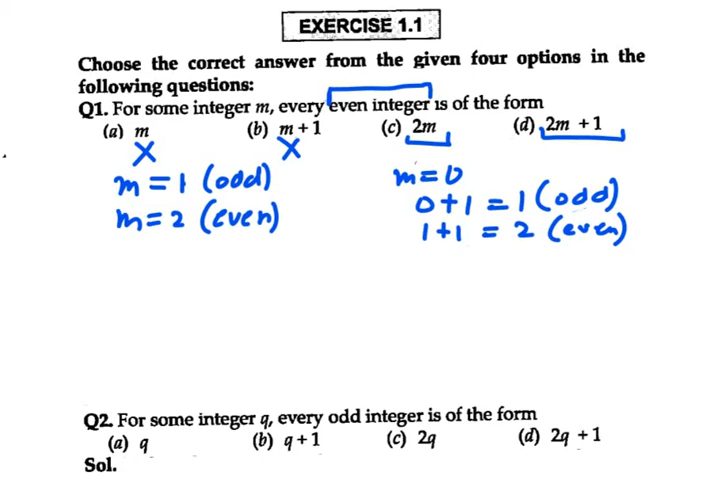 EXERCISE 1.1
Choose the correct answer from the given four options in the
following questions:
Q1. For some integer m, every even integer is of the form
(a) m (b) m + 1 (c) 2m (d) 2m + 1
X X
m = 1 (odd)
m = 2 (even)
m = 0
0 + 1 = 1 (odd)
1 + 1 = 2 (even)
Q2. For some integer q, every odd integer is of the form
(a) q (b) q + 1 (c) 2q (d) 2q + 1
Sol.